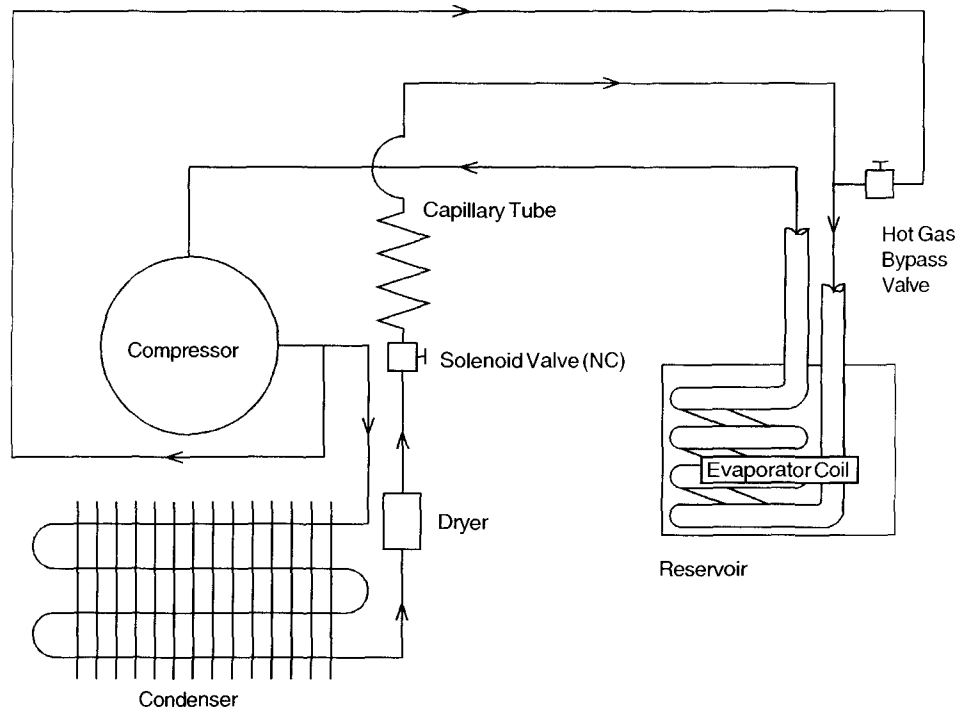 Capillary Tube
Hot Gas
Bypass
Valve
Compressor
Solenoid Valve (NC)
Evaporator Coil
Dryer
Reservoir
Condenser